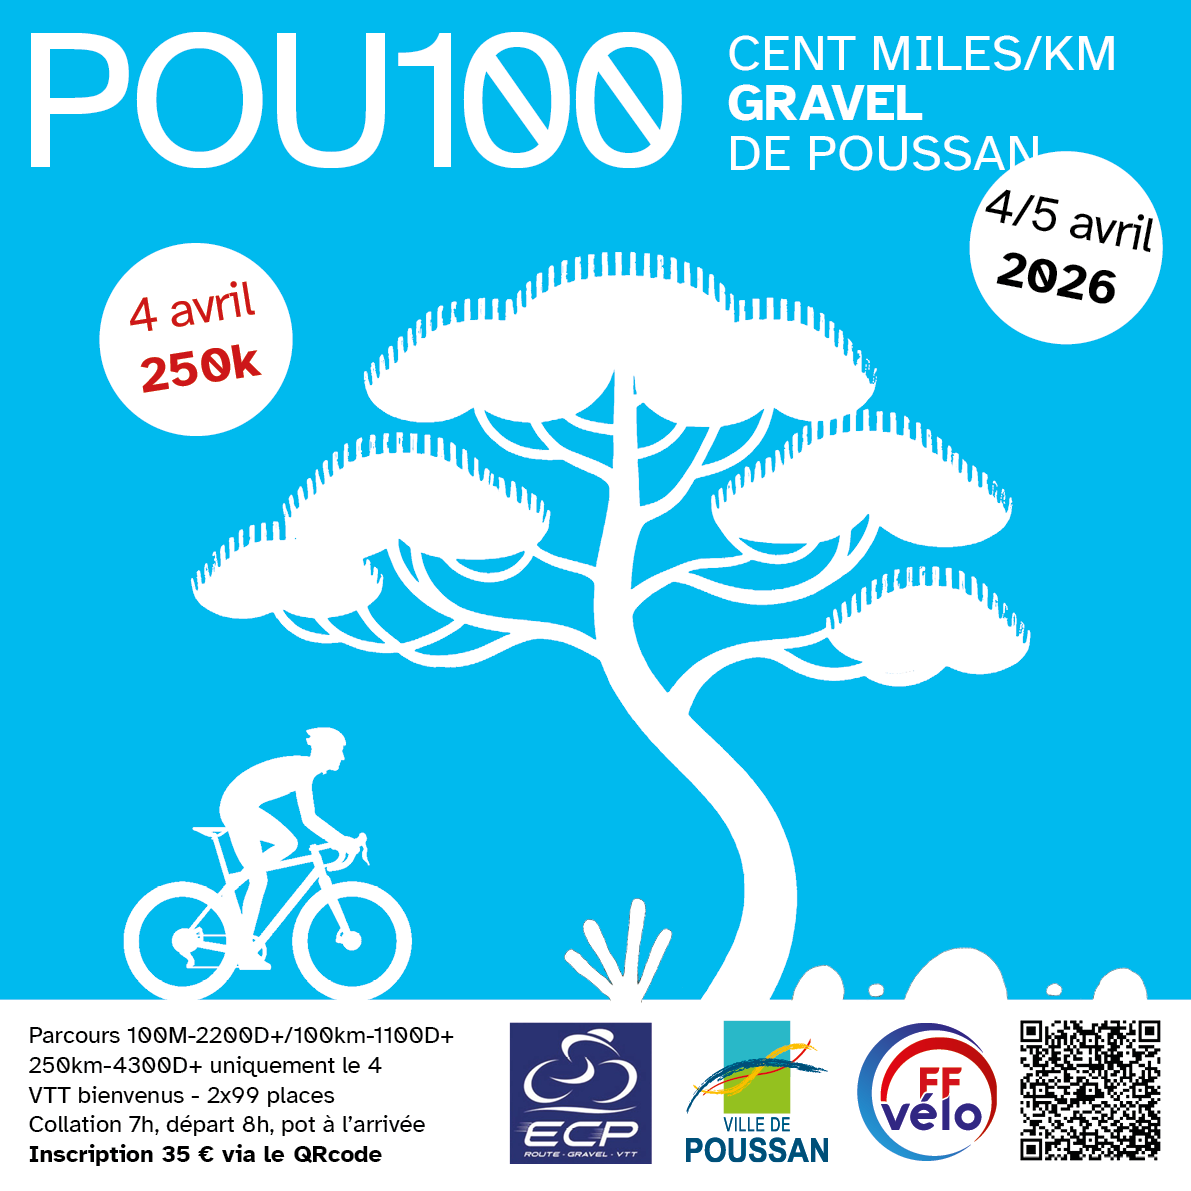 POU100
CENT MILES/KM
GRAVEL
DE POUSSAN
4/5 avril
2026
4 avril
250k
Parcours 100M-2200D+/100km-1100D+
250km-4300D+ uniquement le 4
VTT bienvenus - 2x99 places
Collation 7h, départ 8h, pot à l’arrivée
Inscription 35 € via le QRcode
ECP
ROUTE - GRAVEL - VTT
VILLE DE
POUSSAN
FF
vélo